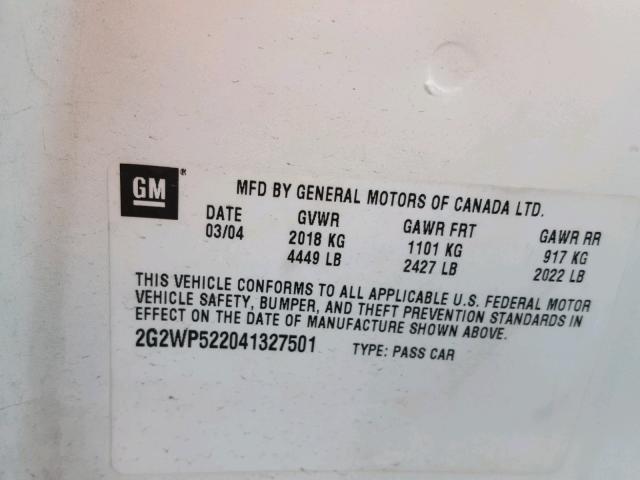 GM®
MFD BY GENERAL MOTORS OF CANADA LTD.
DATE GVWR GAWR FRT GAWR RR
03/04 2018 KG 1101 KG 917 KG
4449 LB 2427 LB 2022 LB
THIS VEHICLE CONFORMS TO ALL APPLICABLE U.S. FEDERAL MOTOR
VEHICLE SAFETY, BUMPER, AND THEFT PREVENTION STANDARDS IN
EFFECT ON THE DATE OF MANUFACTURE SHOWN ABOVE.
2G2WP522041327501 TYPE: PASS CAR